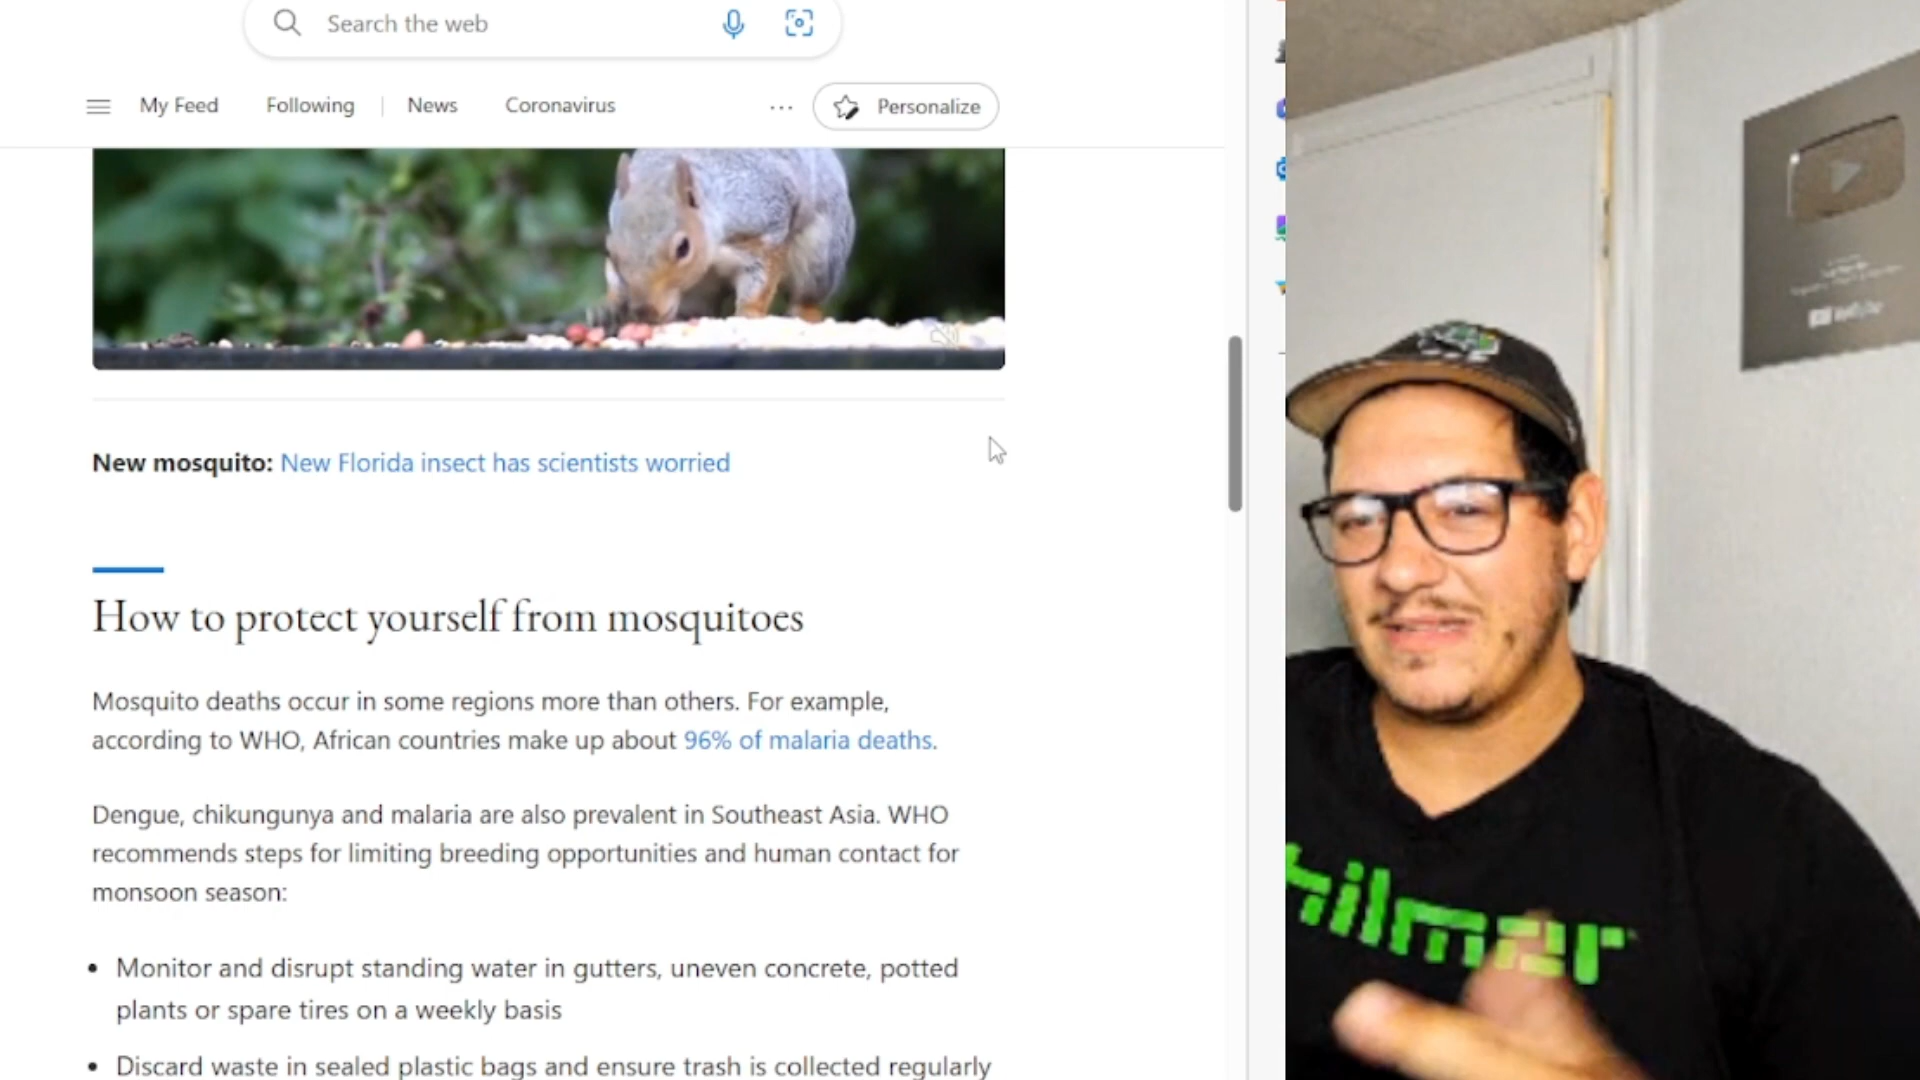 Search the web
My Feed
Following
News
Coronavirus
Personalize
New mosquito: New Florida insect has scientists worried
How to protect yourself from mosquitoes
Mosquito deaths occur in some regions more than others. For example,
according to WHO, African countries make up about 96% of malaria deaths.
Dengue, chikungunya and malaria are also prevalent in Southeast Asia. WHO
recommends steps for limiting breeding opportunities and human contact for
monsoon season:
• Monitor and disrupt standing water in gutters, uneven concrete, potted
plants or spare tires on a weekly basis
• Discard waste in sealed plastic bags and ensure trash is collected regularly